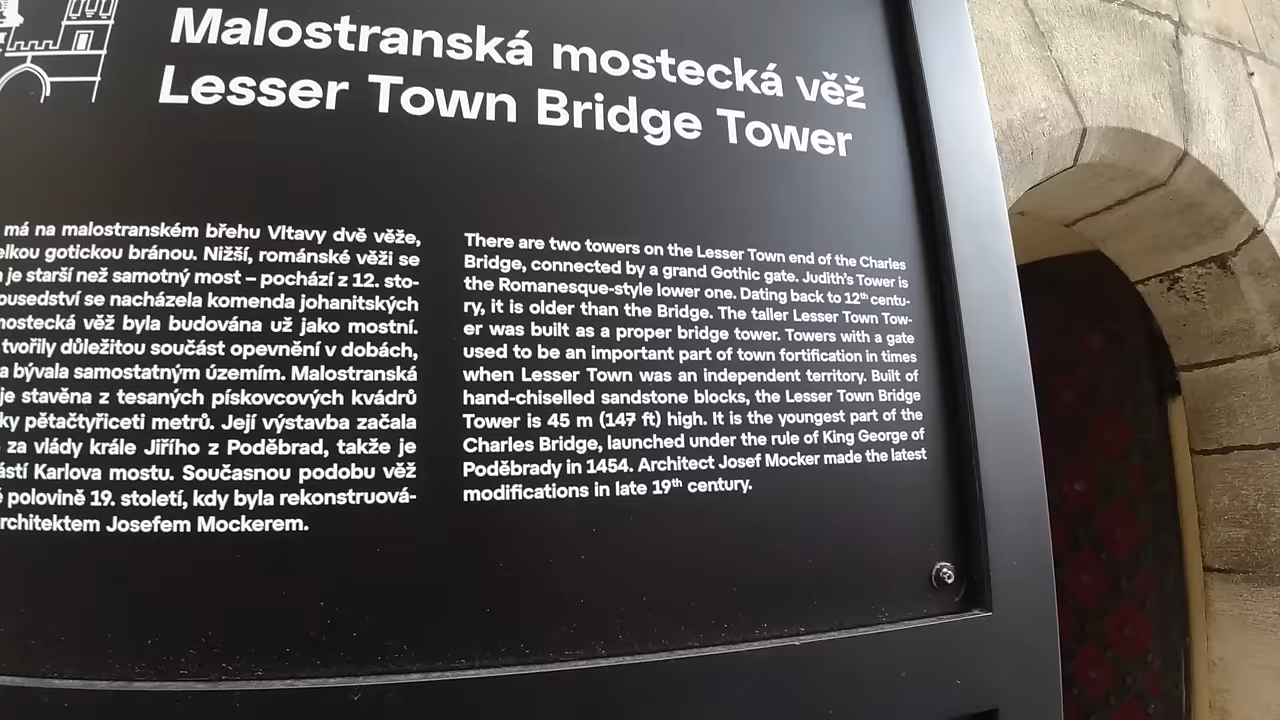 Malostranská mostecká věž
Lesser Town Bridge Tower
má na malostranském břehu Vltavy dvě věže,
gotickou bránou. Nižší, románské věži se
je starší než samotný most – pochází z 12. sto-
se nachází komenda johanitských
věž byla budována už jako mostní.
tvořily důležitou součást opevnění v dobách,
a bývala samostatným územím. Malostranská
je stavěna z tesaných pískovcových kvádrů
pětačtyřiceti metrů. Její výstavba začala
za vlády krále Jiřího z Poděbrad, takže je
Karlova mostu. Současnou podobu věž
polovině 19. století, kdy byla rekonstruová-
Josefem Mockerem.
There are two towers on the Lesser Town end of the Charles
Bridge, connected by a grand Gothic gate. Judith's Tower is
the Romanesque-style lower one. Dating back to 12th centu-
ry, it is older than the Bridge. The taller Lesser Town Tow-
er was built as a proper bridge tower. Towers with a gate
used to be an important part of town fortification in times
when Lesser Town was an independent territory. Built of
hand-chiselled sandstone blocks, the Lesser Town Bridge
Tower is 45 m (147 ft) high. It is the youngest part of the
Charles Bridge, launched under the rule of King George of
Poděbrady in 1454. Architect Josef Mocker made the latest
modifications in late 19th century.